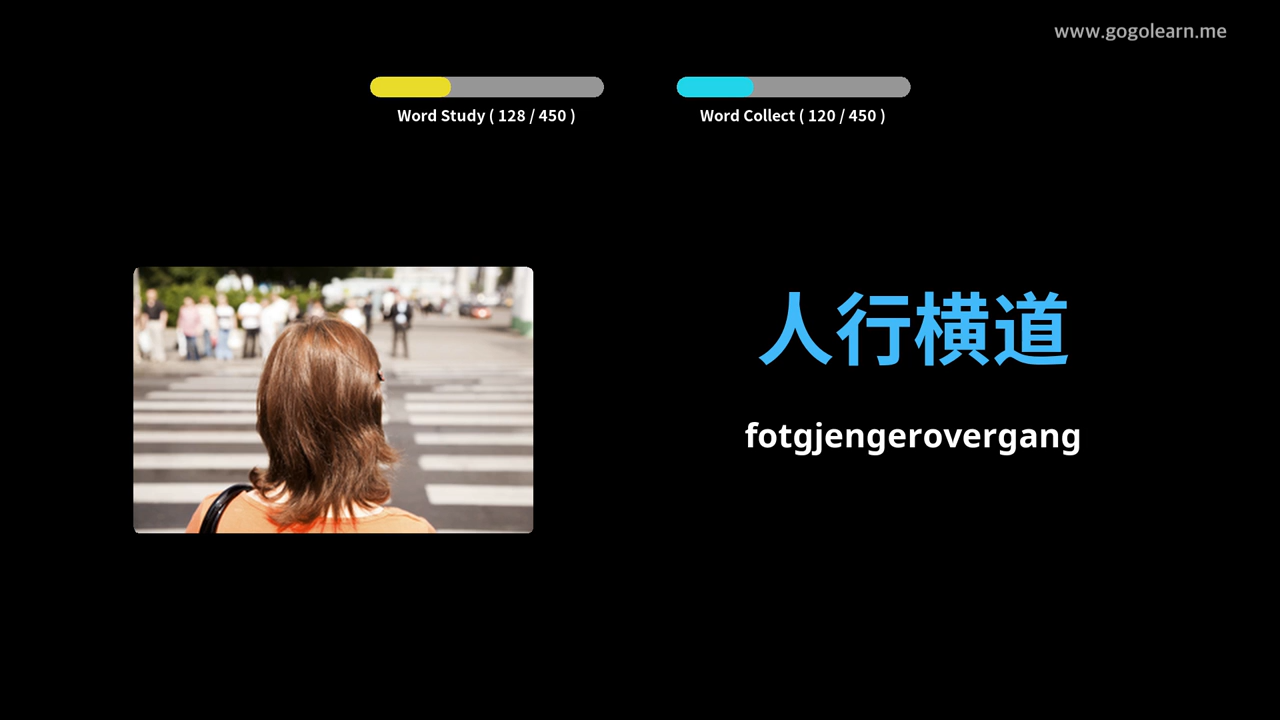 www.gogolearn.me
Word Study ( 128 / 450 )
Word Collect ( 120 / 450 )
人行横道
fotgjengerovergang